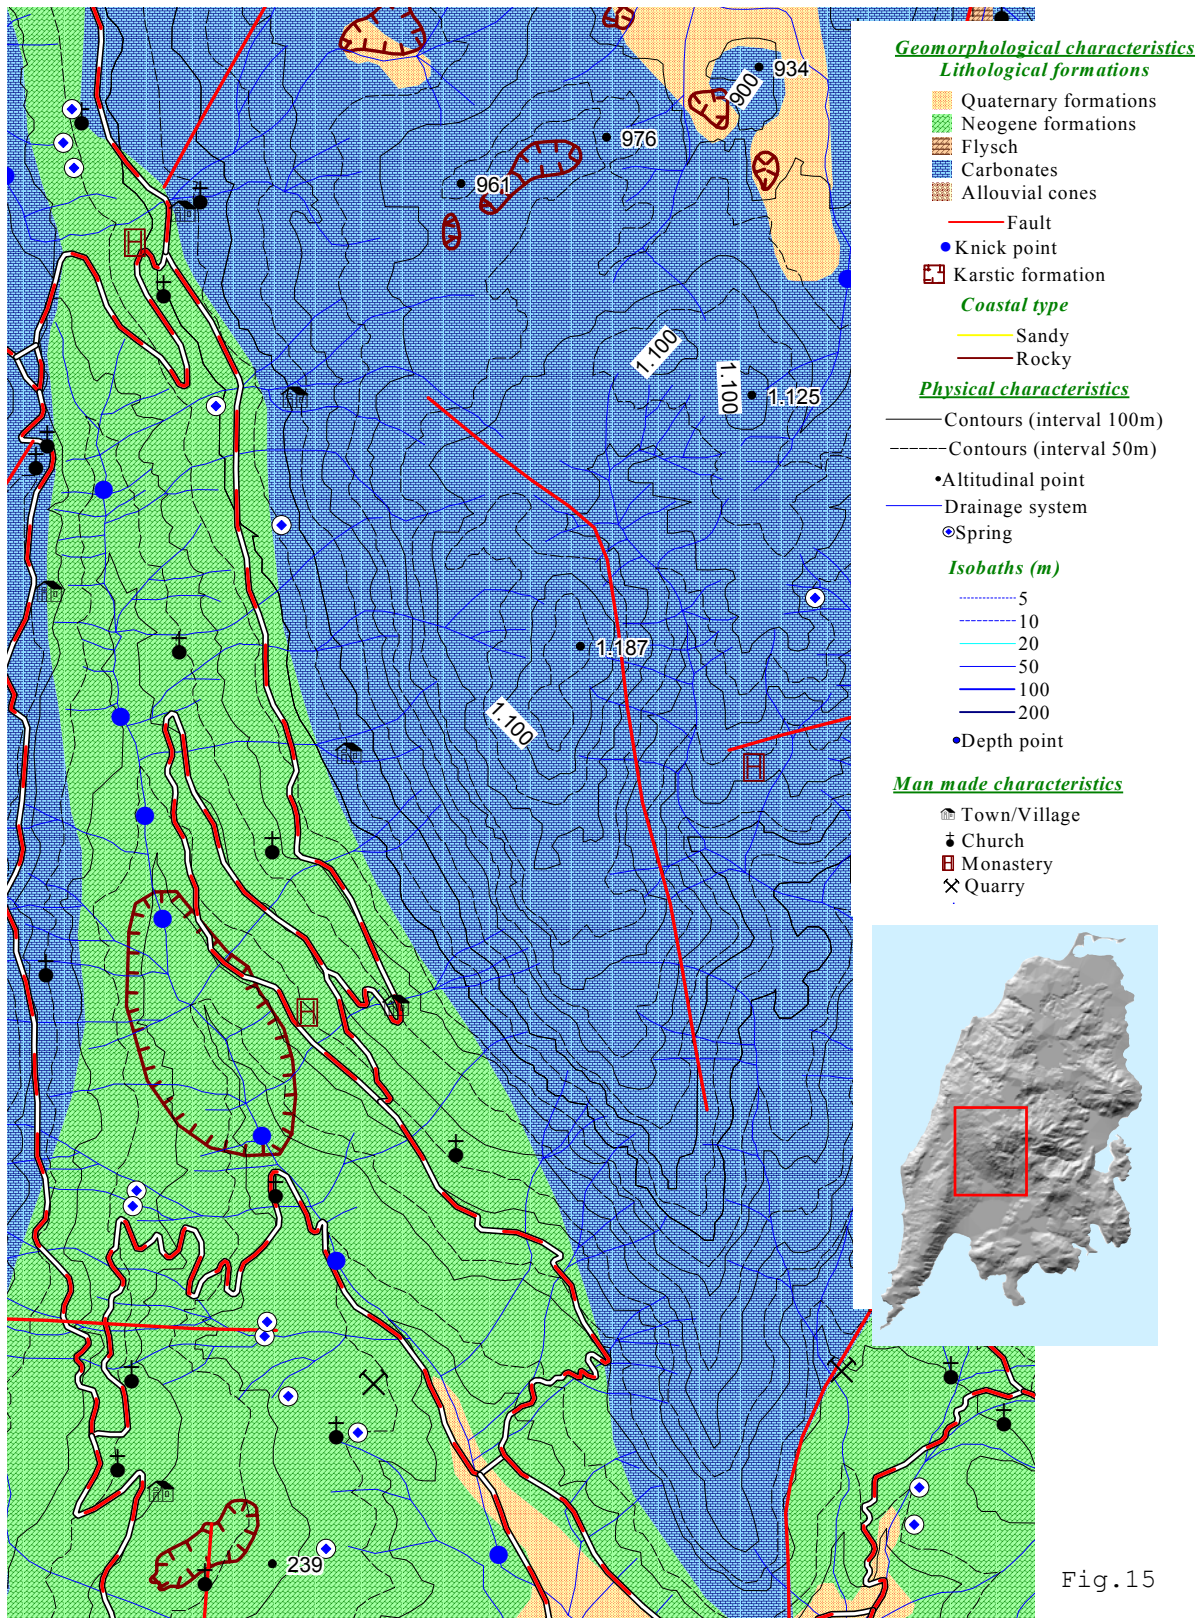 934
900
976
961
1.100
1.100
1.125
1.187
1.100
239
Geomorphological characteristics
Lithological formations
Quaternary formations
Neogene formations
Flysch
Carbonates
Allouvial cones
Fault
Knick point
Karstic formation
Coastal type
Sandy
Rocky
Physical characteristics
Contours (interval 100m)
Contours (interval 50m)
Altitudinal point
Drainage system
Spring
Isobaths (m)
5
10
20
50
100
200
Depth point
Man made characteristics
Town/Village
Church
Monastery
Quarry
Fig.15